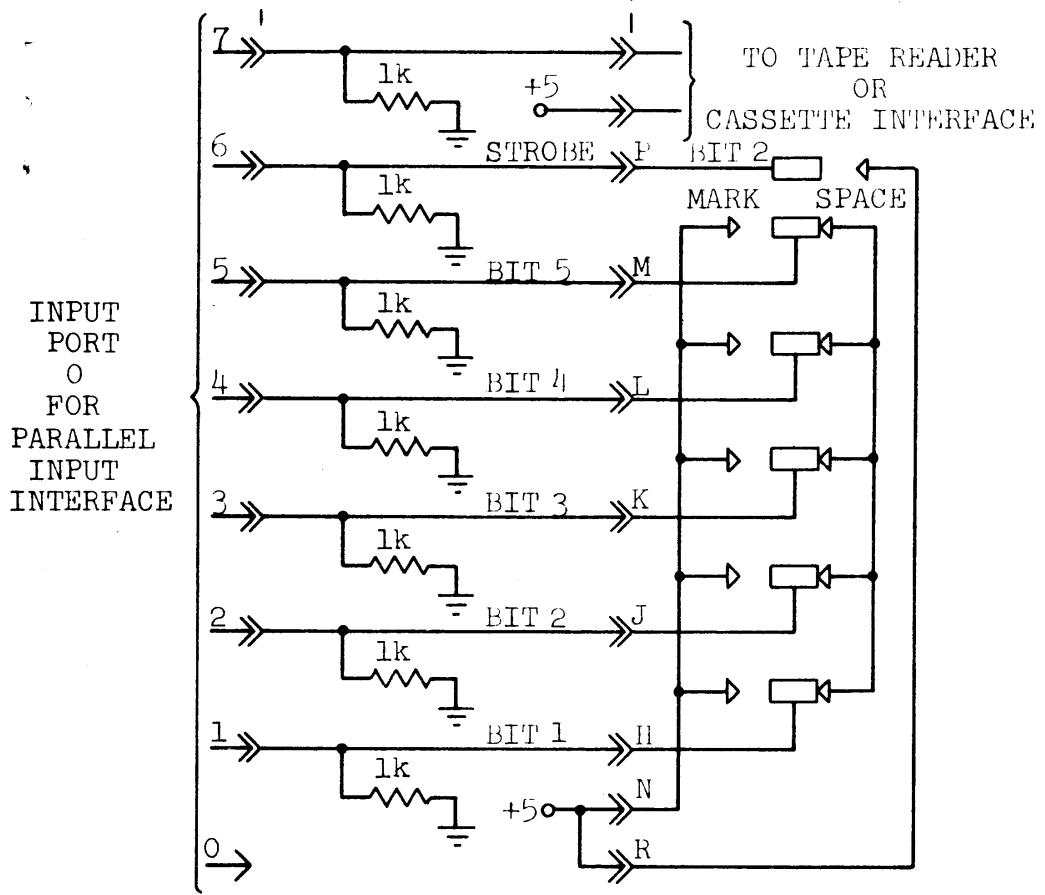 7
1k
+5
TO TAPE READER
OR
CASSETTE INTERFACE
6
STROBE P BIT 2
1k
MARK SPACE
5
BIT 5 M
1k
INPUT
PORT
0
FOR
PARALLEL
INPUT
INTERFACE
4
BIT 4 L
1k
3
BIT 3 K
1k
2
BIT 2 J
1k
1
BIT 1 H
1k
+5
N
0
R